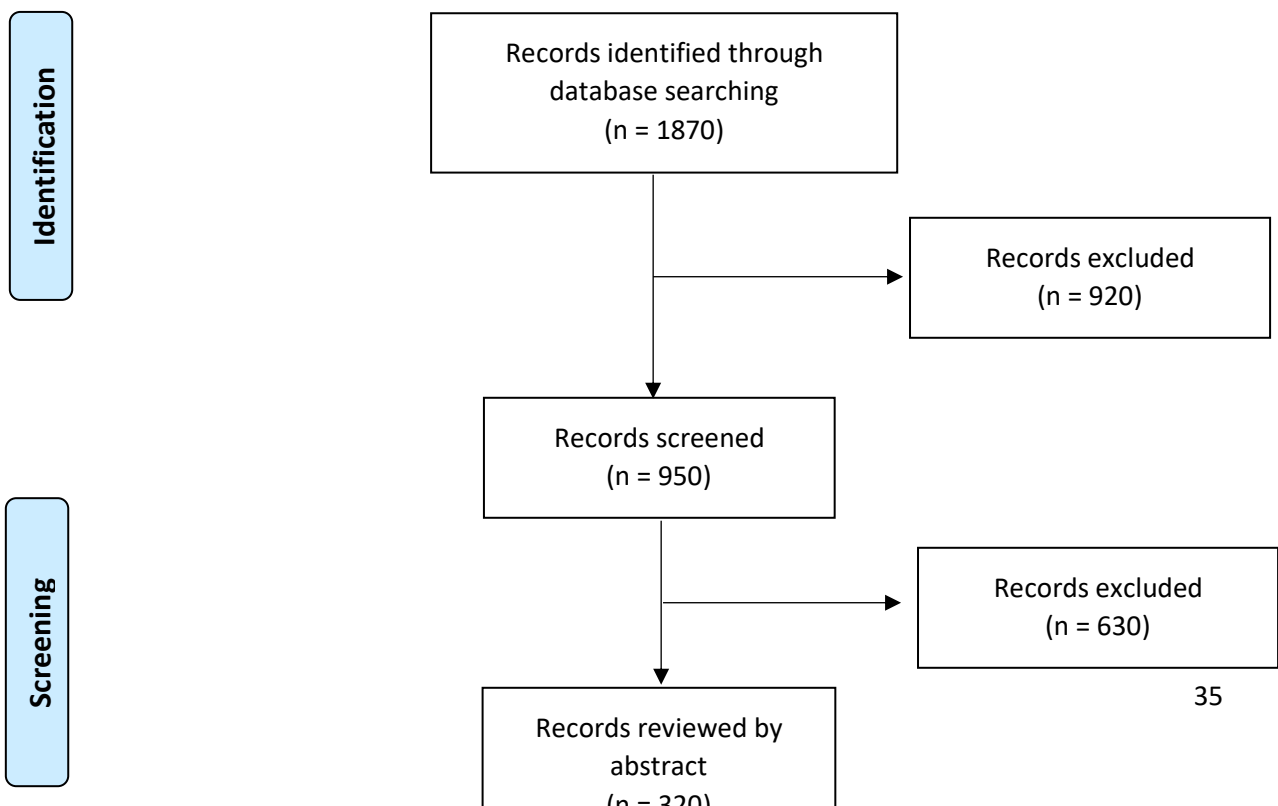 Identification
Records identified through
database searching
(n = 1870)
Records excluded
(n = 920)
Records screened
(n = 950)
Screening
Records excluded
(n = 630)
35
Records reviewed by
abstract
(n = 320)